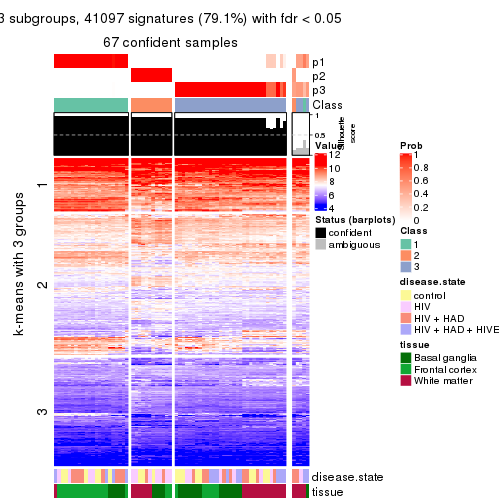 3 subgroups, 41097 signatures (79.1%) with fdr < 0.05
67 confident samples
p1
p2
p3
Class
1
0.5
0
Silhouette
score
k-means with 3 groups
1
2
3
disease.state
tissue
Value
12
10
8
6
4
Status (barplots)
confident
ambiguous
Prob
1
0.8
0.6
0.4
0.2
0
Class
1
2
3
disease.state
control
HIV
HIV + HAD
HIV + HAD + HIVE
tissue
Basal ganglia
Frontal cortex
White matter